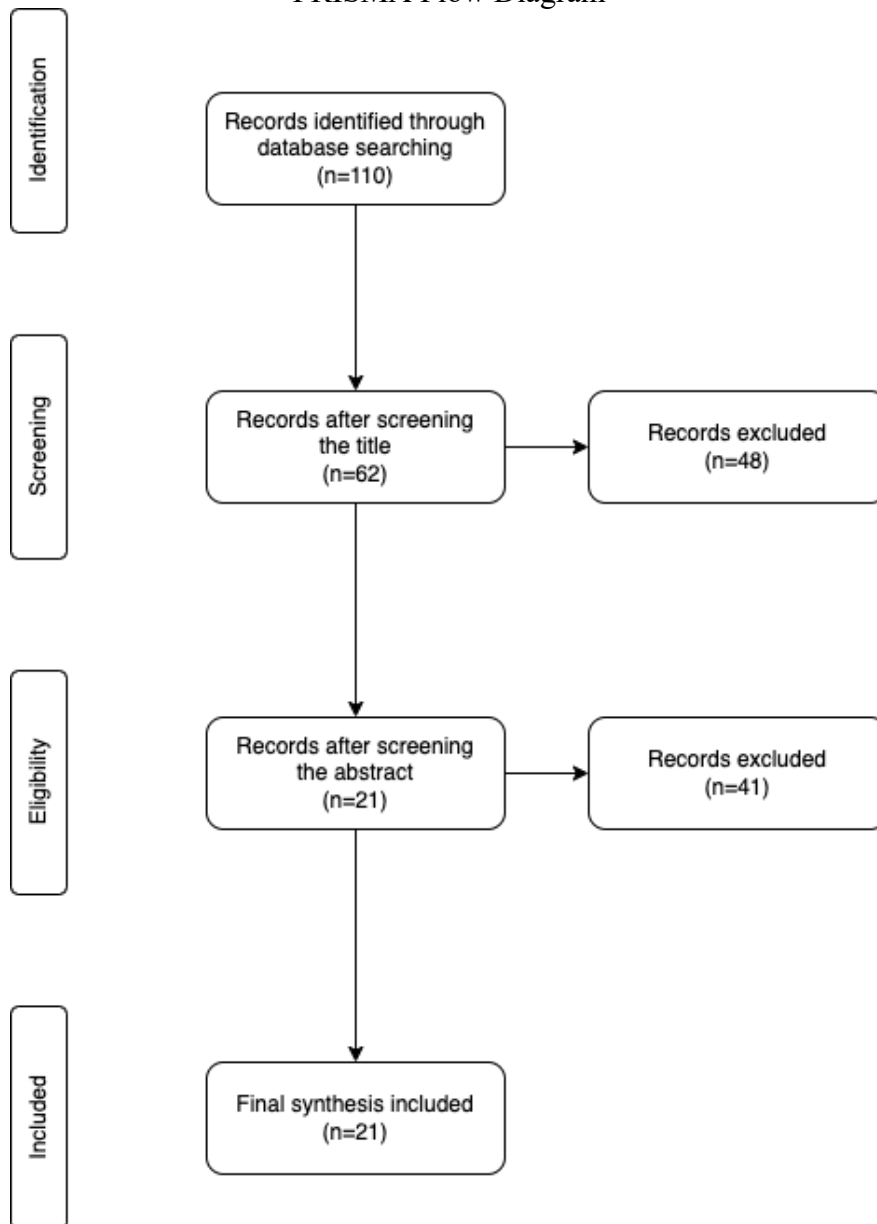 PRISMA Flow Diagram
Identification
Records identified through
database searching
(n=110)
Screening
Records after screening
the title
(n=62)
Records excluded
(n=48)
Eligibility
Records after screening
the abstract
(n=21)
Records excluded
(n=41)
Included
Final synthesis included
(n=21)